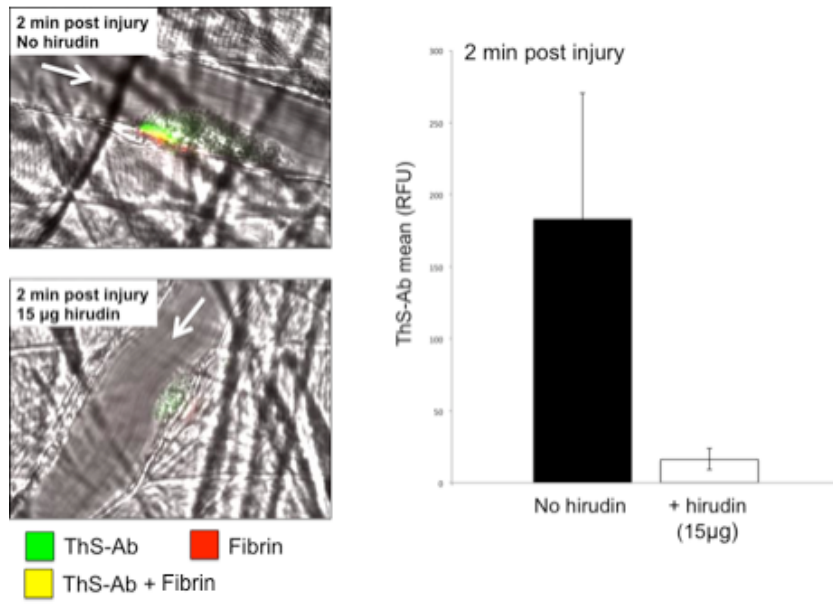 2 min post injury
No hirudin
2 min post injury
15 µg hirudin
ThS-Ab
Fibrin
ThS-Ab + Fibrin
2 min post injury
ThS-Ab mean (RFU)
300
250
200
150
100
50
0
No hirudin
+ hirudin
(15µg)